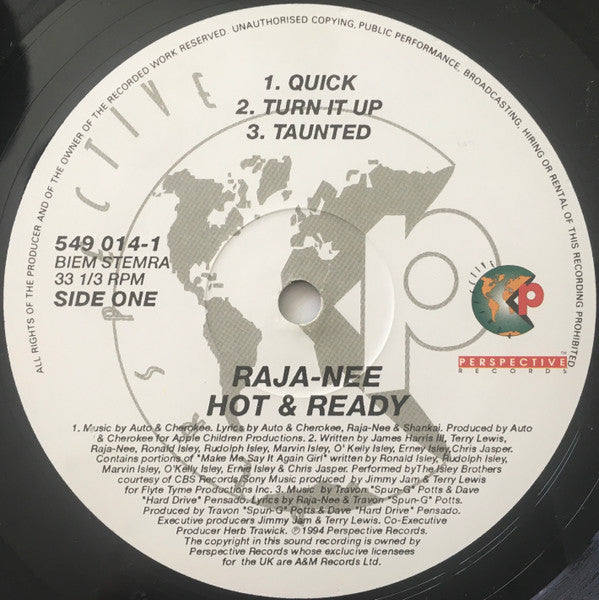 ALL RIGHTS OF THE PRODUCER AND OF THE OWNER OF THE RECORDED WORK RESERVED. UNAUTHORISED COPYING, PUBLIC PERFORMANCE, BROADCASTING, HIRING OR RENTAL OF THIS RECORDING PROHIBITED
PERSPECTIVE
1. QUICK
2. TURN IT UP
3. TAUNTED
549 014-1
BIEM STEMRA
33 1/3 RPM
SIDE ONE
p
p
PERSPECTIVE™
RECORDS
RAJA-NEE
HOT & READY
1. Music by Auto & Cherokee. Lyrics by Auto & Cherokee, Raja-Nee & Shankai. Produced by Auto
& Cherokee for Apple Children Productions. 2. Written by James Harris III, Terry Lewis,
Raja-Nee, Ronald Isley, Rudolph Isley, Marvin Isley, O' Kelly Isley, Erney Isley,Chris Jasper.
Contains portions of "Make Me Say It Again Girl" written by Ronald Isley, Rudolph Isley,
Marvin Isley, O'Kelly Isley, Ernie Isley & Chris Jasper. Performed byThe Isley Brothers
courtesy of CBS Records/Sony Music produced by Jimmy Jam & Terry Lewis
for Flyte Tyme Productions Inc. 3. Music by Travon "Spun-G" Potts & Dave
"Hard Drive" Pensado. Lyrics by Raja-Nee & Travon "Spun-G" Potts.
Produced by Travon "Spun-G" Potts & Dave "Hard Drive" Pensado.
Executive producers Jimmy Jam & Terry Lewis. Co-Executive
Producer Herb Trawick. ℗1994 Perspective Records.
The copyright in this sound recording is owned by
Perspective Records whose exclucive licensees
for the UK are A&M Records Ltd.